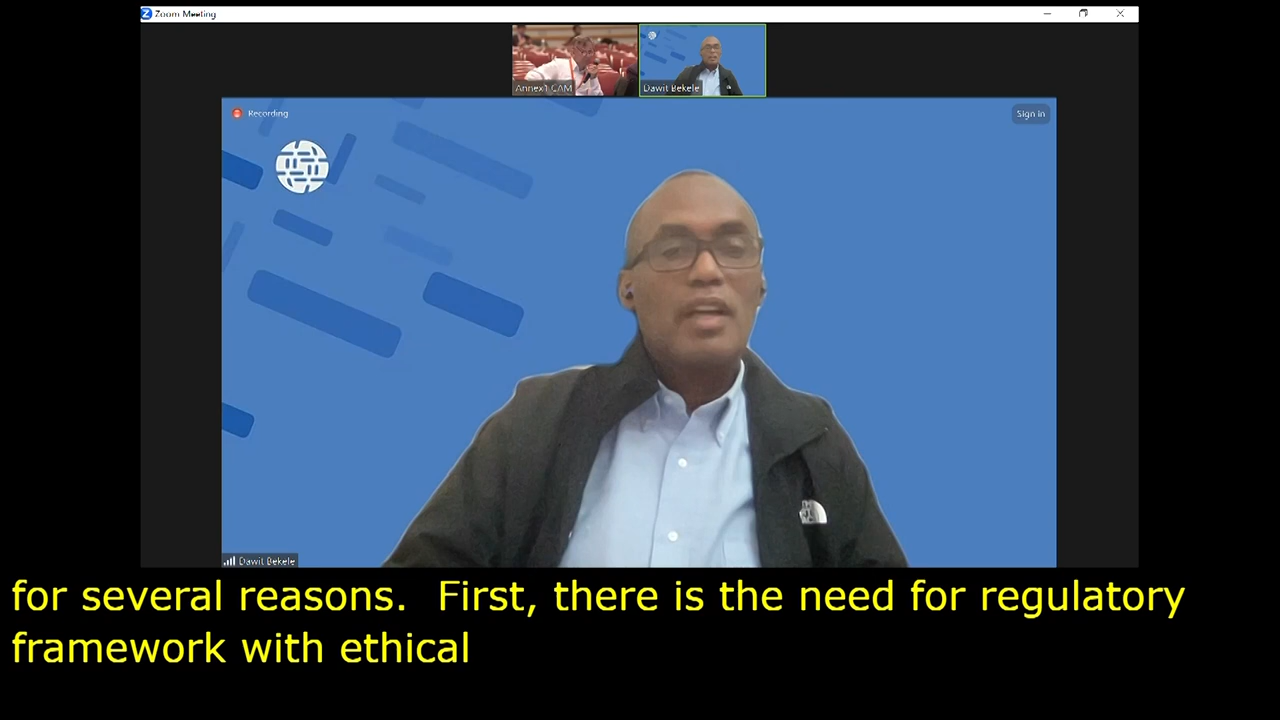 Zoom Meeting
Annex1 CAM
Dawit Bekele
Recording
Sign in
Dawit Bekele
for several reasons.  First, there is the need for regulatory
framework with ethical